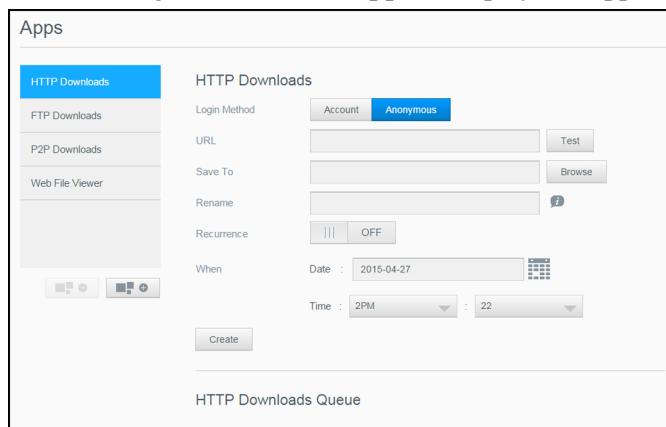 Apps
HTTP Downloads
FTP Downloads
P2P Downloads
Web File Viewer
HTTP Downloads
Login Method Account Anonymous
URL Test
Save To Browse
Rename
Recurrence OFF
When Date : 2015-04-27
Time : 2PM : 22
Create
HTTP Downloads Queue